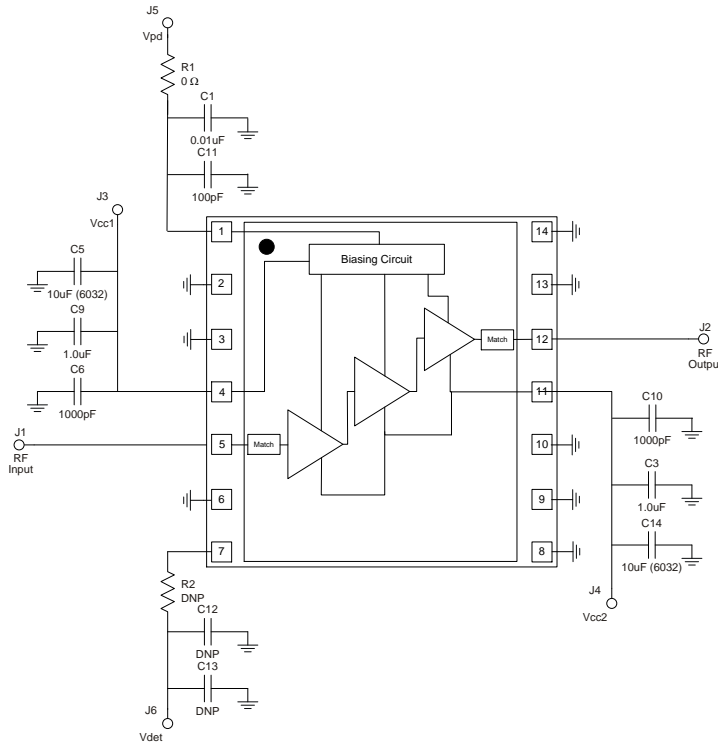 J5
Vpd
R1
0 Ω
C1
0.01uF
C11
100pF
J3
Vcc1
C5
10uF (6032)
C9
1.0uF
C6
1000pF
J1
RF
Input
1
2
3
4
5
6
7
Biasing Circuit
Match
Match
14
13
12
11
10
9
8
J2
RF
Output
C10
1000pF
C3
1.0uF
C14
10uF (6032)
J4
Vcc2
R2
DNP
C12
DNP
C13
DNP
J6
Vdet